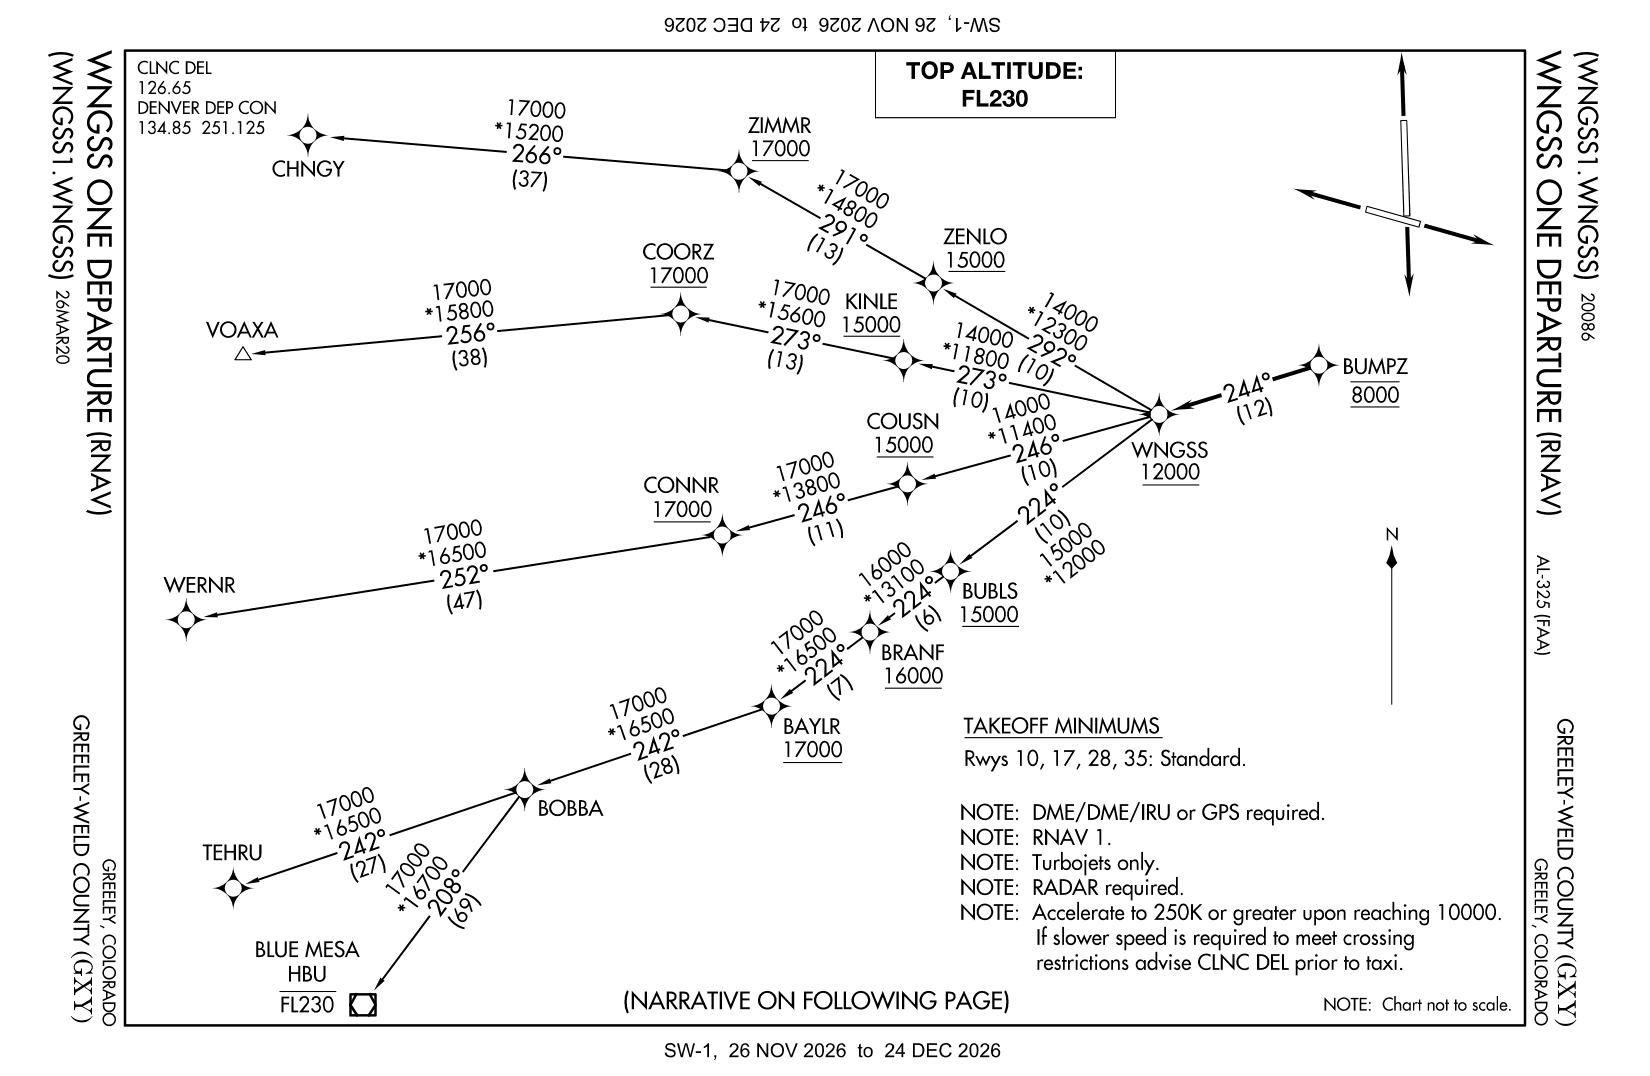 SW-1, 26 NOV 2026 to 24 DEC 2026
(WNGSS1.WNGSS) 26MAR20
WNGSS ONE DEPARTURE (RNAV)
GREELEY-WELD COUNTY (GXY)
GREELEY, COLORADO
CLNC DEL
126.65
DENVER DEP CON
134.85 251.125
TOP ALTITUDE:
FL230
CHNGY
17000
*15200
266°
(37)
ZIMMR
17000
17000
*14800
291°
(13)
ZENLO
15000
14000
*12300
292°
(10)
VOAXA
17000
*15800
256°
(38)
COORZ
17000
17000
*15600
273°
(13)
KINLE
15000
14000
*11800
273°
(10)
BUMPZ
8000
244°
(12)
WNGSS
12000
14000
*11400
246°
(10)
COUSN
15000
17000
*13800
246°
(11)
CONNR
17000
17000
*16500
252°
(47)
WERNR
224°
(10)
15000
*12000
BUBLS
15000
16000
*13100
224°
(6)
BRANF
16000
17000
*16500
224°
(7)
BAYLR
17000
17000
*16500
242°
(28)
BOBBA
17000
*16500
242°
(27)
TEHRU
17000
*16700
208°
(69)
BLUE MESA
HBU
FL230
N
TAKEOFF MINIMUMS
Rwys 10, 17, 28, 35: Standard.
NOTE: DME/DME/IRU or GPS required.
NOTE: RNAV 1.
NOTE: Turbojets only.
NOTE: RADAR required.
NOTE: Accelerate to 250K or greater upon reaching 10000.
If slower speed is required to meet crossing
restrictions advise CLNC DEL prior to taxi.
(NARRATIVE ON FOLLOWING PAGE)
NOTE: Chart not to scale.
WNGSS ONE DEPARTURE (RNAV)
(WNGSS1.WNGSS) 20086
AL-325 (FAA)
GREELEY-WELD COUNTY (GXY)
GREELEY, COLORADO
SW-1, 26 NOV 2026 to 24 DEC 2026